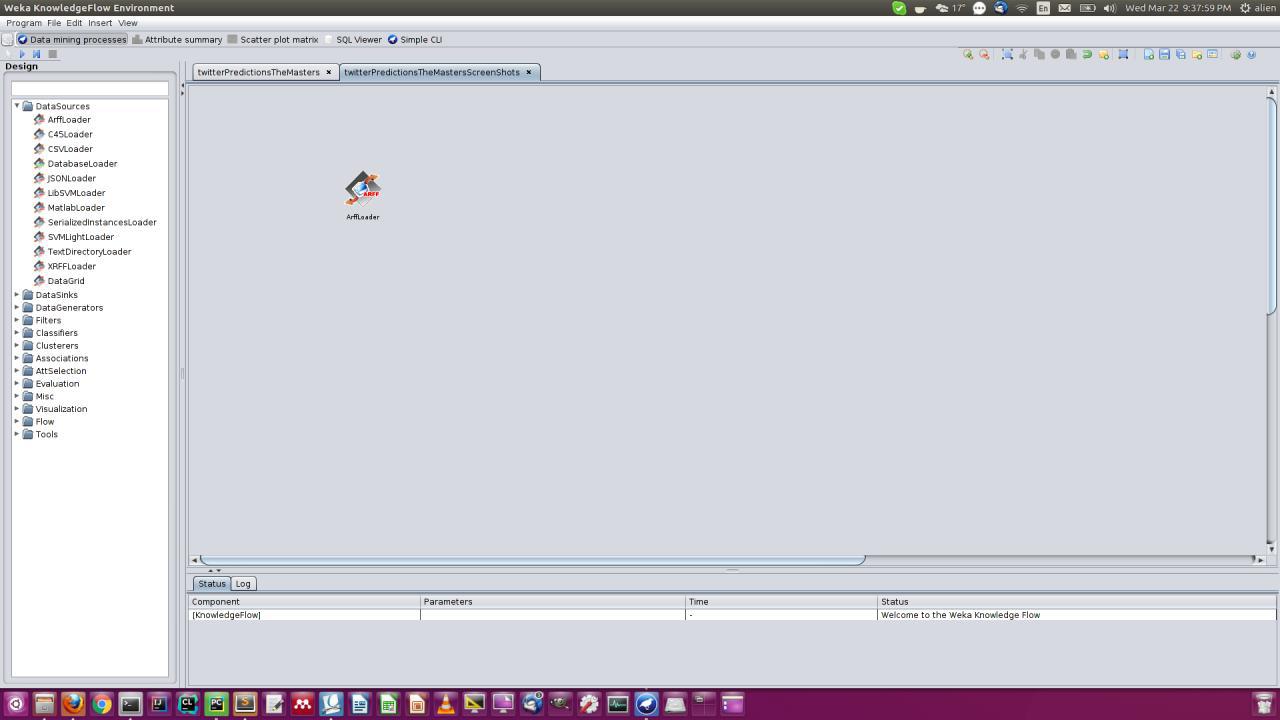 Weka KnowledgeFlow Environment
17°
En
Wed Mar 22 9:37:59 PM
alien
Program File Edit Insert View
Data mining processes
Attribute summary
Scatter plot matrix
SQL Viewer
Simple CLI
Design
twitterPredictionsTheMasters
twitterPredictionsTheMastersScreenShots
DataSources
ArffLoader
C45Loader
CSVLoader
DatabaseLoader
JSONLoader
LibSVMLoader
MatlabLoader
SerializedInstancesLoader
SVMLightLoader
TextDirectoryLoader
XRFFLoader
DataGrid
DataSinks
DataGenerators
Filters
Classifiers
Clusterers
Associations
AttSelection
Evaluation
Misc
Visualization
Flow
Tools
ARFF
ArffLoader
Status Log
Component Parameters Time Status
[KnowledgeFlow] - Welcome to the Weka Knowledge Flow
IJ
CL
PC
S